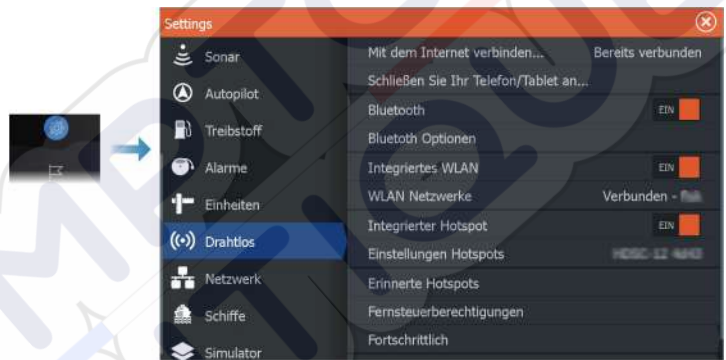 Settings
Sonar
Autopilot
Treibstoff
Alarme
Einheiten
Drahtlos
Netzwerk
Schiffe
Simulator
Mit dem Internet verbinden... Bereits verbunden
Schließen Sie Ihr Telefon/Tablet an...
Bluetooth EIN
Bluetoth Optionen
Integriertes WLAN EIN
WLAN Netzwerke Verbunden -
Integrierter Hotspot EIN
Einstellungen Hotspots
Erinnerte Hotspots
Fernsteuerberechtigungen
Fortschrittlich